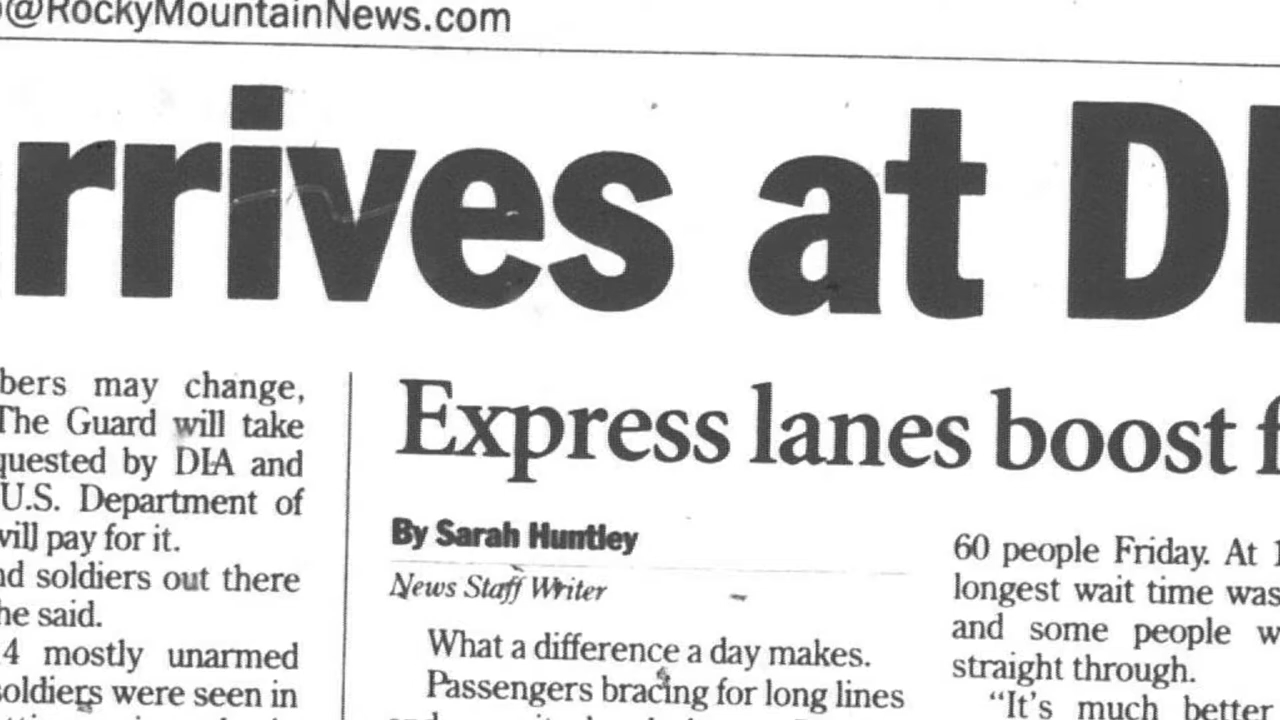 @RockyMountainNews.com
rrives at DI
bers may change,
The Guard will take
quested by DIA and
U.S. Department of
will pay for it.
nd soldiers out there
he said.
4 mostly unarmed
soldiers were seen in
Express lanes boost f
By Sarah Huntley
News Staff Writer
What a difference a day makes.
Passengers bracing for long lines
60 people Friday. At 1
longest wait time was
and some people w
straight through.
“It's much better